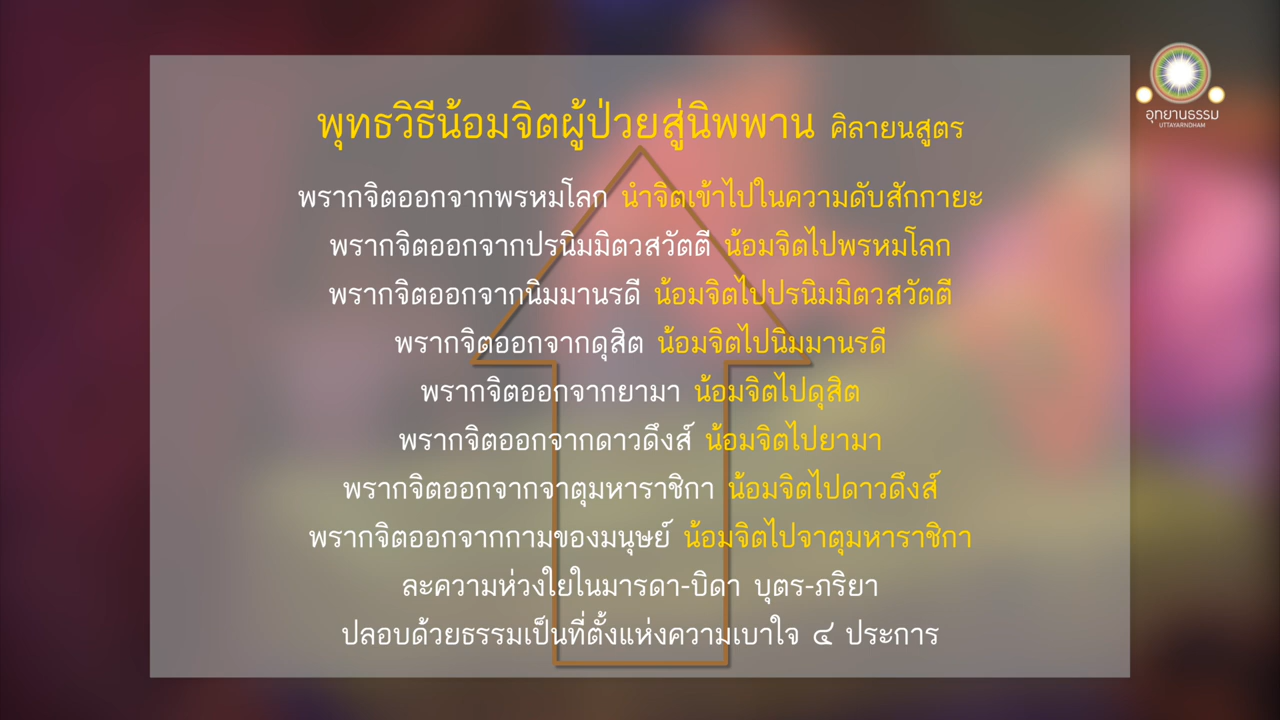 พุทธวิธีน้อมจิตผู้ป่วยสู่นิพพาน คิลายนสูตร
พรากจิตออกจากพรหมโลก นำจิตเข้าไปในความดับสักกายะ
พรากจิตออกจากปรนิมมิตวสวัตตี น้อมจิตไปพรหมโลก
พรากจิตออกจากนิมมานรดี น้อมจิตไปปรนิมมิตวสวัตตี
พรากจิตออกจากดุสิต น้อมจิตไปนิมมานรดี
พรากจิตออกจากยามา น้อมจิตไปดุสิต
พรากจิตออกจากดาวดึงส์ น้อมจิตไปยามา
พรากจิตออกจากจาตุมหาราชิกา น้อมจิตไปดาวดึงส์
พรากจิตออกจากกามของมนุษย์ น้อมจิตไปจาตุมหาราชิกา
ละความห่วงใยในมารดา-บิดา บุตร-ภริยา
ปลอบด้วยธรรมเป็นที่ตั้งแห่งความเบาใจ ๔ ประการ
อุทยานธรรม
UTTAYARNDHAM